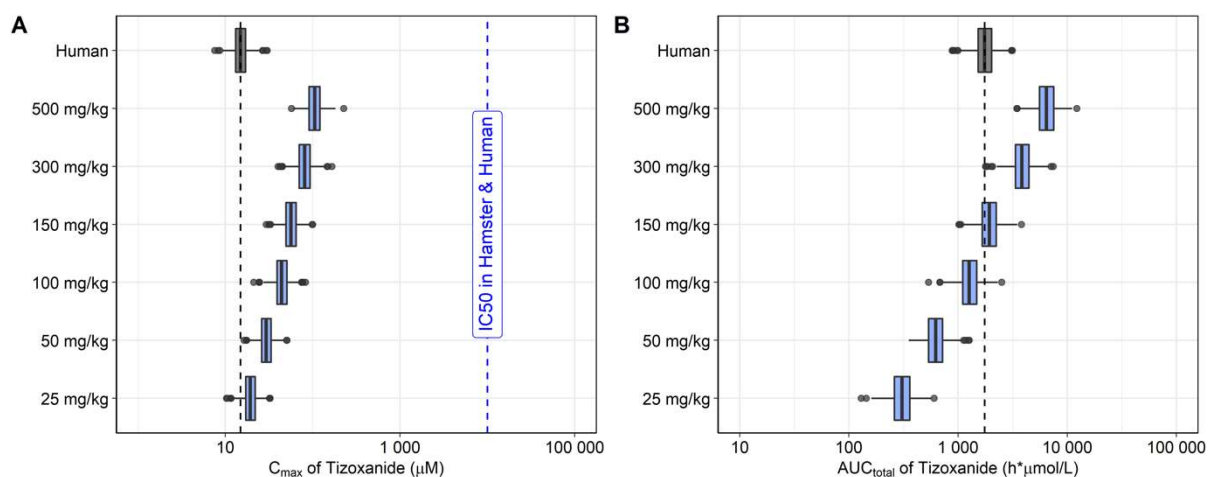 A
Human
500 mg/kg
300 mg/kg
150 mg/kg
100 mg/kg
50 mg/kg
25 mg/kg
IC50 in Hamster & Human
10
1 000
100 000
Cmax of Tizoxanide (μM)
B
Human
500 mg/kg
300 mg/kg
150 mg/kg
100 mg/kg
50 mg/kg
25 mg/kg
10
100
1 000
10 000
100 000
AUCtotal of Tizoxanide (h*μmol/L)